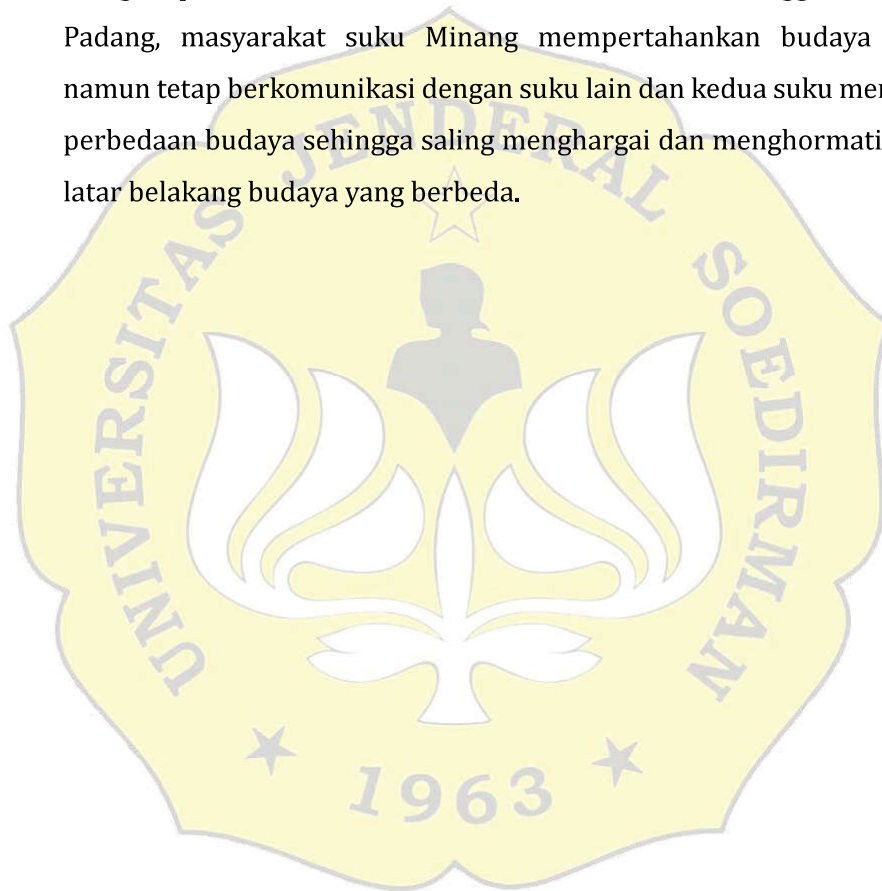 Padang, masyarakat suku Minang mempertahankan budaya
namun tetap berkomunikasi dengan suku lain dan kedua suku
perbedaan budaya sehingga saling menghargai dan menghormati
latar belakang budaya yang berbeda.
UNIVERSITAS JENDERAL SOEDIRMAN
1963